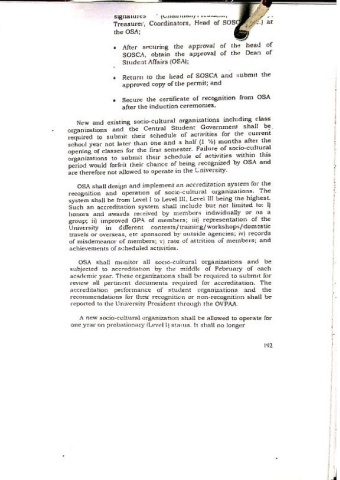 signatures
Treasurer, Coordinators, Head of SOSC at
the OSA;
• After securing the approval of the head of
SOSCA, obtain the approval of the Dean of
Student Affairs (OSA);
• Return to the head of SOSCA and submit the
approved copy of the permit; and
• Secure the certificate of recognition from OSA
after the induction ceremonies.
New and existing socio-cultural organizations including class
organizations and the Central Student Government shall be
required to submit their schedule of activities for the current
school year not later than one and a half (1 ½) months after the
opening of classes for the first semester. Failure of socio-cultural
organizations to submit their schedule of activities within this
period would forfeit their chance of being recognized by OSA and
are therefore not allowed to operate in the University.
OSA shall design and implement an accreditation system for the
recognition and operation of socio-cultural organizations. The
system shall be from Level I to Level III, Level III being the highest.
Such an accreditation system shall include but not limited to: i)
honors and awards received by members individually or as a
group; ii) improved GPA of members; iii) representation of the
University in different contests/training/workshops/domestic
travels or overseas, etc sponsored by outside agencies; iv) records
of misdemeanor of members; v) rate of attrition of members; and
achievements of scheduled activities.
OSA shall monitor all socio-cultural organizations and be
subjected to accreditation by the middle of February of each
academic year. These organizations shall be required to submit for
review all pertinent documents required for accreditation. The
accreditation performance of student organizations and the
recommendations for their recognition or non-recognition shall be
reported to the University President through the OVPAA.
A new socio-cultural organization shall be allowed to operate for
one year on probationary (Level I) status. It shall no longer
193